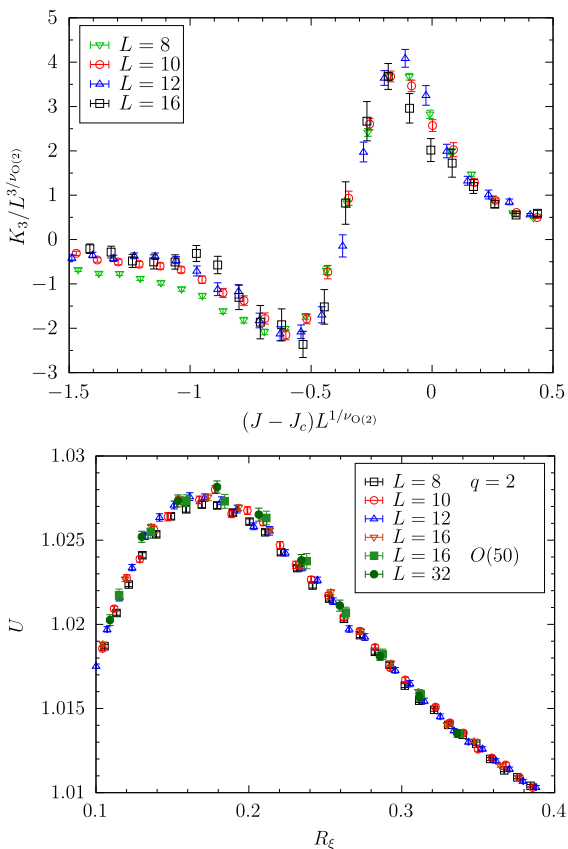 5
4
3
2
1
0
−1
−2
−3
K₃/L^{3/ν_{O(2)}}
L = 8
L = 10
L = 12
L = 16
−1.5 −1 −0.5 0 0.5
(J − J_c)L^{1/ν_{O(2)}}
1.03
1.025
1.02
1.015
1.01
U
L = 8 q = 2
L = 10
L = 12
L = 16
L = 16 O(50)
L = 32
0.1 0.2 0.3 0.4
R_ξ